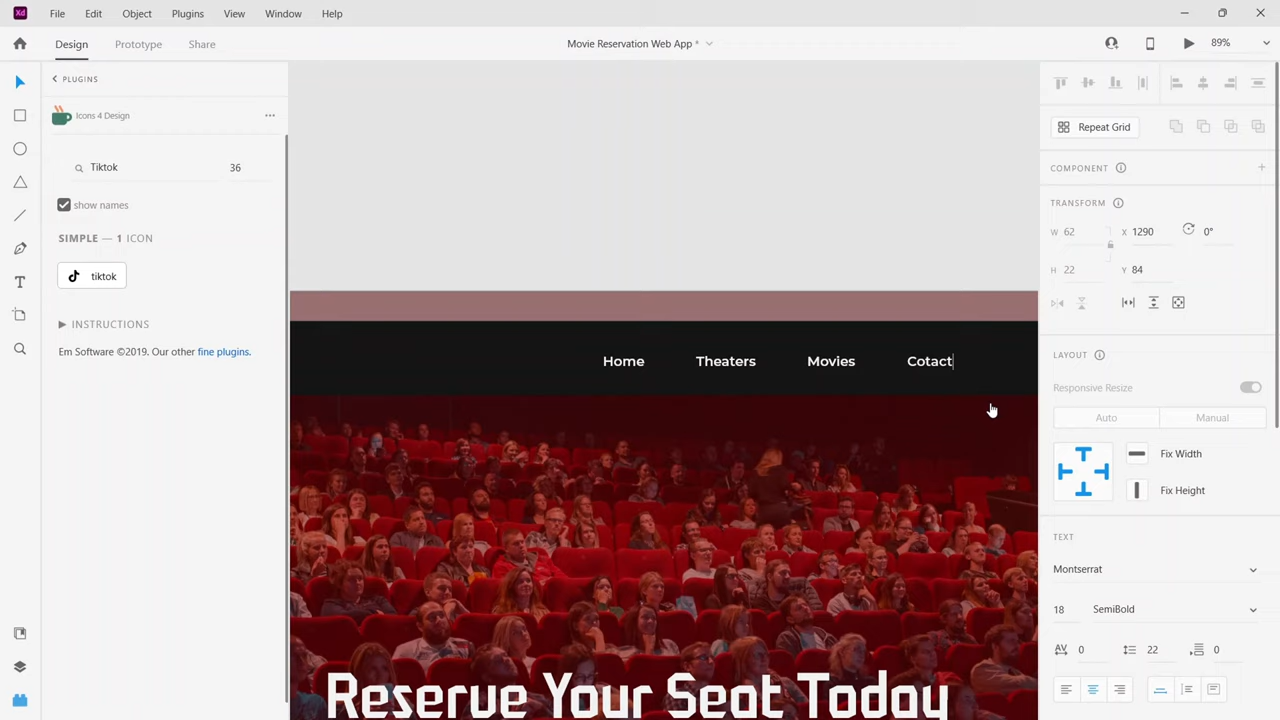 Xd File Edit Object Plugins View Window Help
Design Prototype Share Movie Reservation Web App * 89%
PLUGINS
Icons 4 Design ...
Tiktok 36
show names
SIMPLE — 1 ICON
tiktok
INSTRUCTIONS
Em Software ©2019. Our other fine plugins.
Home Theaters Movies Cotact
Reserve Your Seat Today
Repeat Grid
COMPONENT
TRANSFORM
W 62 X 1290 0°
H 22 Y 84
LAYOUT
Responsive Resize
Auto Manual
Fix Width
Fix Height
TEXT
Montserrat
18 SemiBold
AV 0 22 0